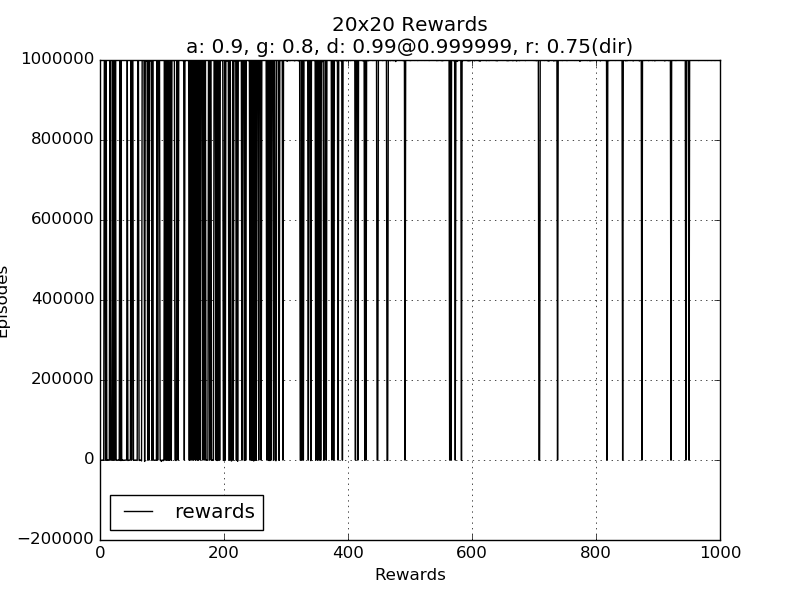 20x20 Rewards
a: 0.9, g: 0.8, d: 0.99@0.999999, r: 0.75(dir)
1000000
800000
600000
400000
200000
0
−200000
Episodes
rewards
0 200 400 600 800 1000
Rewards